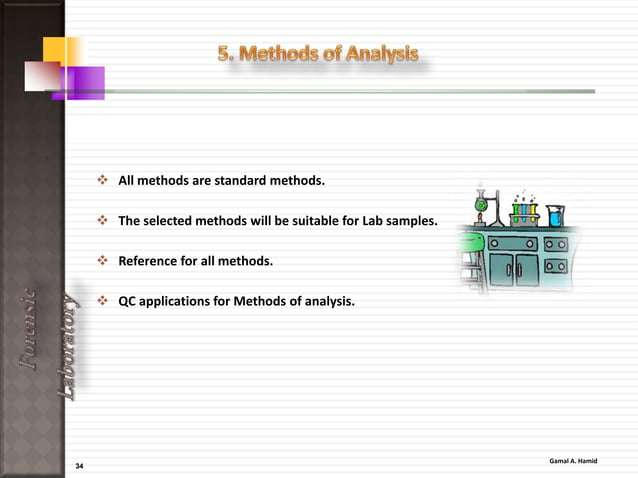 5. Methods of Analysis
All methods are standard methods.
The selected methods will be suitable for Lab samples.
Reference for all methods.
QC applications for Methods of analysis.
Forensic
Laboratory
34
Gamal A. Hamid